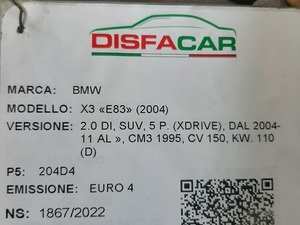 DISFACAR
MARCA: BMW
MODELLO: X3 «E83» (2004)
VERSIONE: 2.0 DI, SUV, 5 P. (XDRIVE), DAL 2004-
11 AL », CM3 1995, CV 150, KW. 110
(D)
P5: 204D4
EMISSIONE: EURO 4
NS: 1867/2022